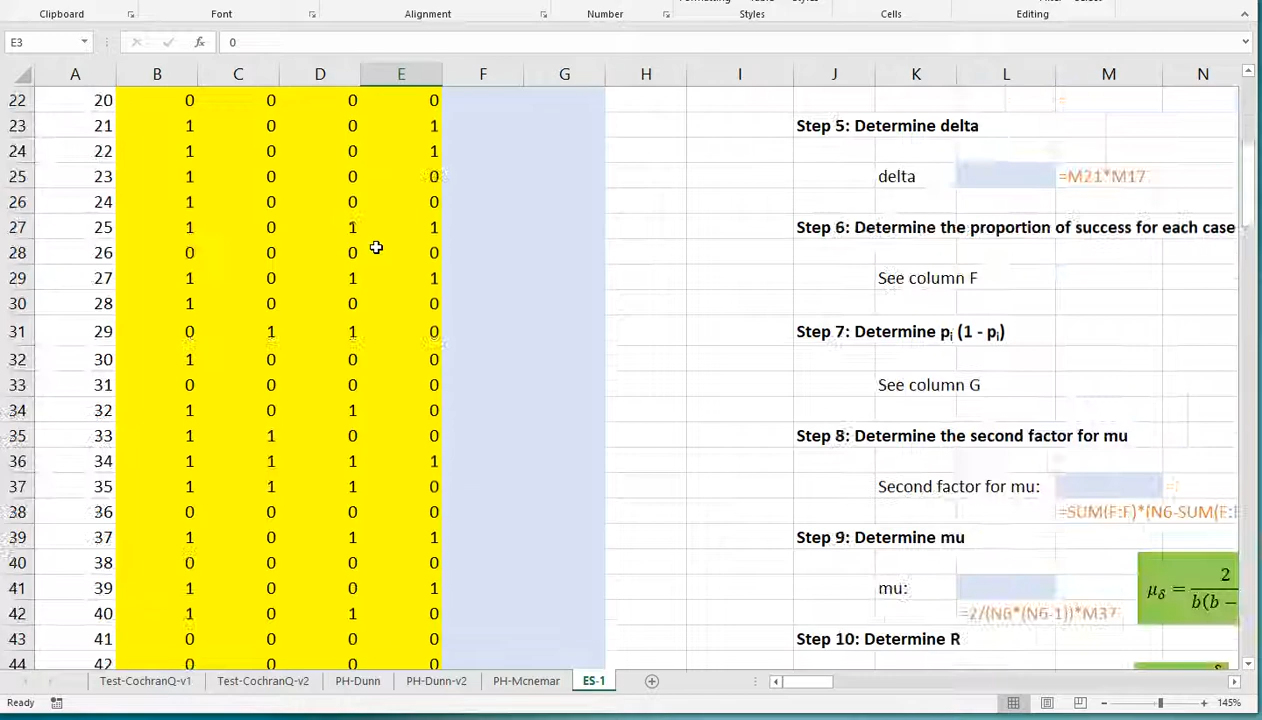 Clipboard Font Alignment Number Styles Cells Editing
E3 fx 0
A B C D E F G H I J K L M N
22 20 0 0 0 0 =
23 21 1 0 0 1 Step 5: Determine delta
24 22 1 0 0 1
25 23 1 0 0 0 delta =M21*M17
26 24 1 0 0 0
27 25 1 0 1 1 Step 6: Determine the proportion of success for each case
28 26 0 0 0 0
29 27 1 0 1 1 See column F
30 28 1 0 0 0
31 29 0 1 1 0 Step 7: Determine pi (1 - pi)
32 30 1 0 0 0
33 31 0 0 0 0 See column G
34 32 1 0 1 0
35 33 1 1 0 0 Step 8: Determine the second factor for mu
36 34 1 1 1 1
37 35 1 1 1 0 Second factor for mu:
38 36 0 0 0 0 =SUM(F:F)*(N6-SUM(F:
39 37 1 0 1 1 Step 9: Determine mu
40 38 0 0 0 0
41 39 1 0 0 1 mu: μδ = 2 / b(b −
42 40 1 0 1 0 =2/(N6*(N6-1))*M37
43 41 0 0 0 0 Step 10: Determine R
44 42 0 0 0 0
Test-CochranQ-v1 Test-CochranQ-v2 PH-Dunn PH-Dunn-v2 PH-Mcnemar ES-1
Ready 145%